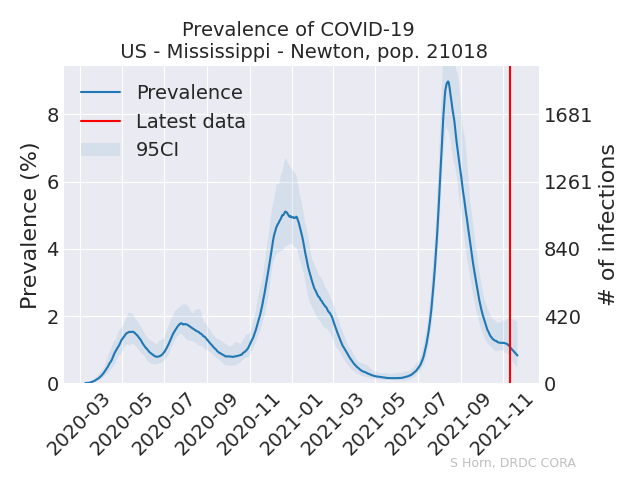 Prevalence of COVID-19
US - Mississippi - Newton, pop. 21018
Prevalence
Latest data
95CI
Prevalence (%)
8
6
4
2
0
1681
1261
840
420
0
# of infections
2020-03
2020-05
2020-07
2020-09
2020-11
2021-01
2021-03
2021-05
2021-07
2021-09
2021-11
S Horn, DRDC CORA